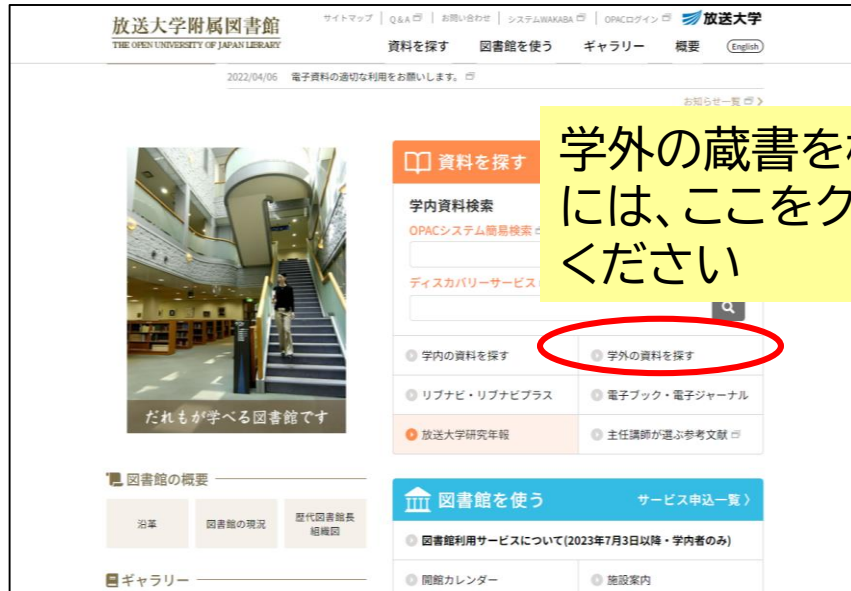 放送大学附属図書館
THE OPEN UNIVERSITY OF JAPAN LIBRARY
サイトマップ | Q&A | お問い合わせ | システムWAKABA | OPACログイン 放送大学
資料を探す 図書館を使う ギャラリー 概要 English
2022/04/06 電子資料の適切な利用をお願いします。
お知らせ一覧
学外の蔵書を
には、ここをク
ください
資料を探す
学内資料検索
OPACシステム簡易検索
ディスカバリーサービス
学内の資料を探す 学外の資料を探す
リブナビ・リブナビプラス 電子ブック・電子ジャーナル
放送大学研究年報 主任講師が選ぶ参考文献
だれもが学べる図書館です
図書館の概要
沿革 図書館の現況 歴代図書館長
組織図
ギャラリー
図書館を使う サービス申込一覧 〉
図書館利用サービスについて(2023年7月3日以降・学内者のみ)
開館カレンダー 施設案内